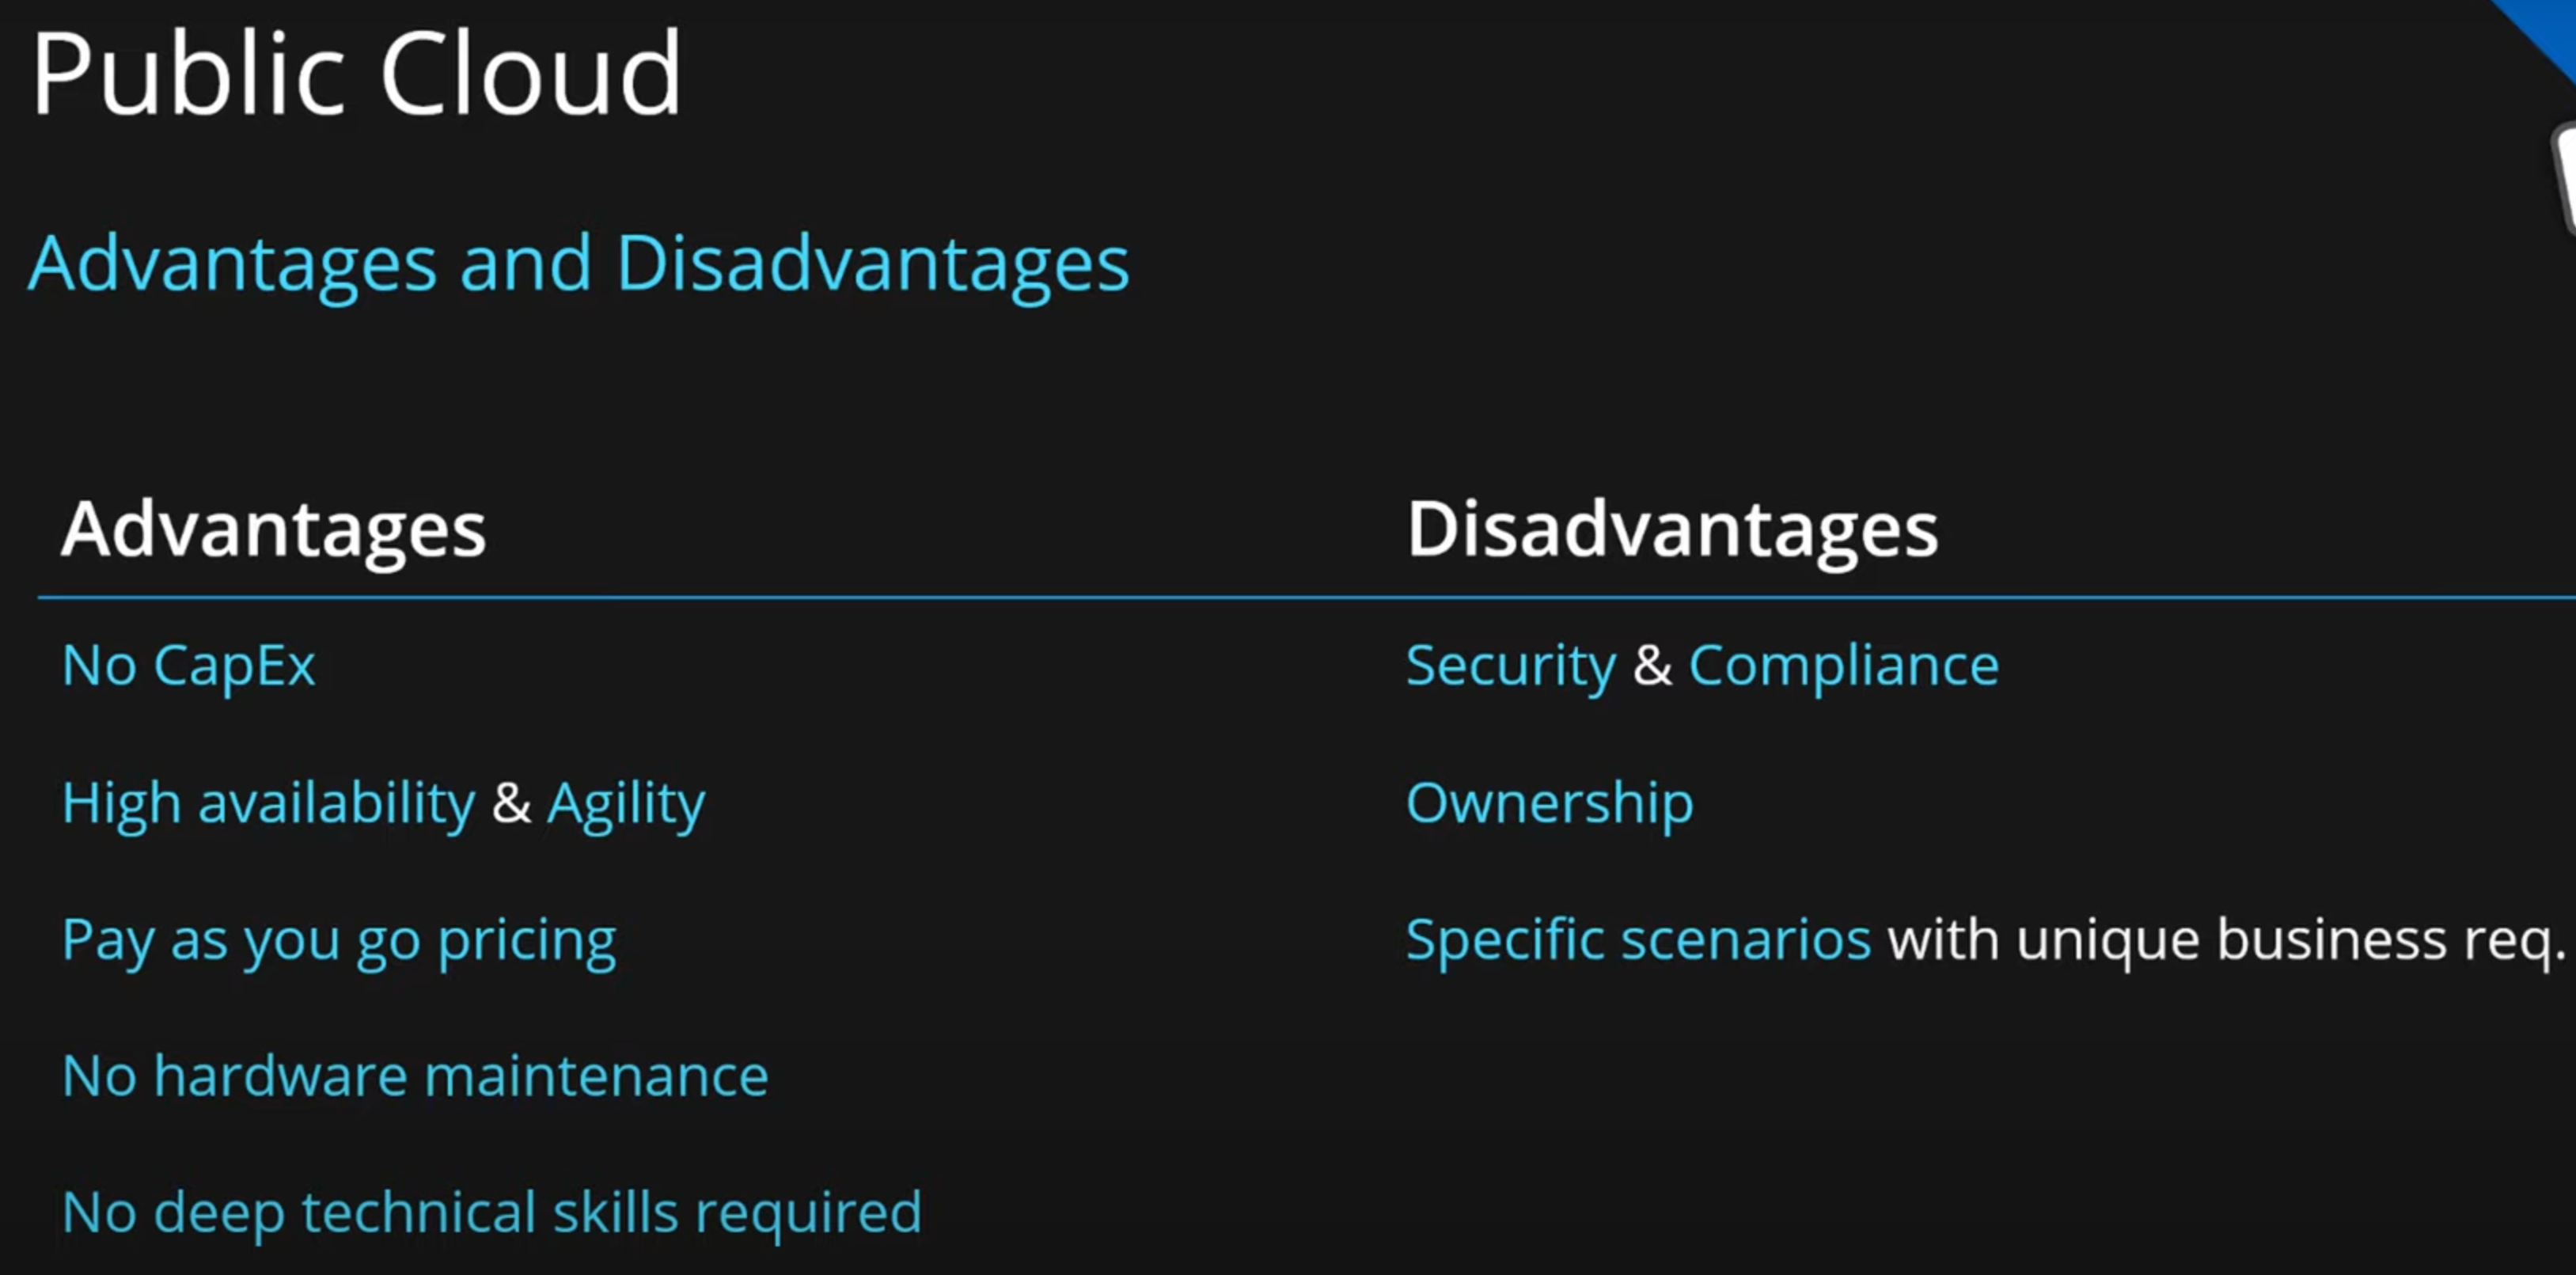 Public Cloud
Advantages and Disadvantages
Advantages
Disadvantages
No CapEx
Security & Compliance
High availability & Agility
Ownership
Pay as you go pricing
Specific scenarios with unique business req.
No hardware maintenance
No deep technical skills required